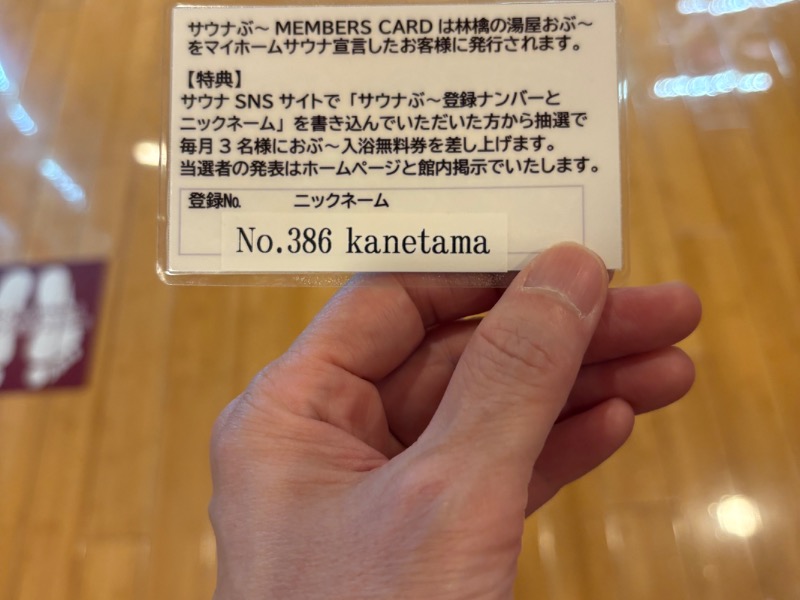 サウナぶ～ MEMBERS CARD は林檎の湯屋おぶ～
をマイホームサウナ宣言したお客様に発行されます。
【特典】
サウナ SNS サイトで「サウナぶ～登録ナンバーと
ニックネーム」を書き込んでいただいた方から抽選で
毎月 3 名様におぶ～入浴無料券を差し上げます。
当選者の発表はホームページと館内掲示でいたします。
登録No. ニックネーム
No.386 kanetama